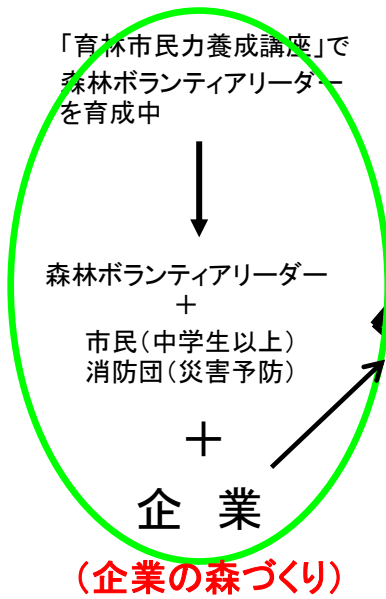 「育林市民力養成講座」で
森林ボランティアリーダー
を育成中
森林ボランティアリーダー
＋
市民（中学生以上）
消防団（災害予防）
＋
企　業
（企業の森づくり）